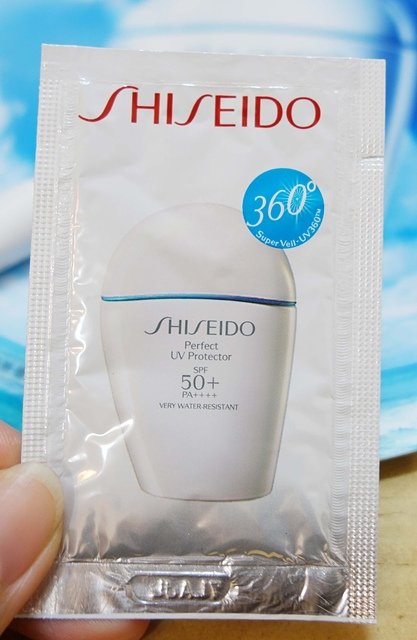 SHISEIDO
360°
Super Veil-UV360™
SHISEIDO
Perfect
UV Protector
SPF
50+
PA++++
VERY WATER-RESISTANT